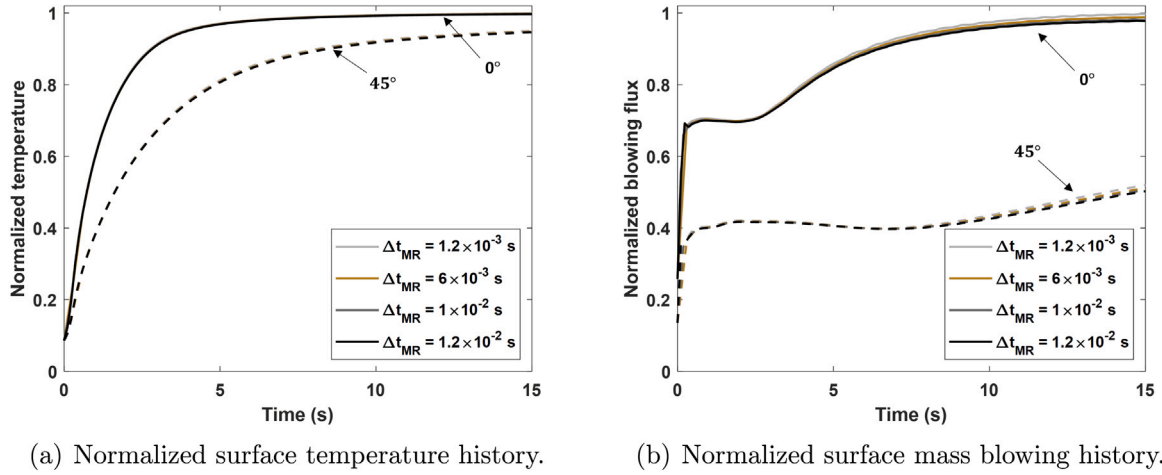 1
0.8
0.6
0.4
0.2
0
Normalized temperature
0°
45°
Δt_MR = 1.2×10^-3 s
Δt_MR = 6×10^-3 s
Δt_MR = 1×10^-2 s
Δt_MR = 1.2×10^-2 s
0 5 10 15
Time (s)
(a) Normalized surface temperature history.
1
0.8
0.6
0.4
0.2
0
Normalized blowing flux
0°
45°
Δt_MR = 1.2×10^-3 s
Δt_MR = 6×10^-3 s
Δt_MR = 1×10^-2 s
Δt_MR = 1.2×10^-2 s
0 5 10 15
Time (s)
(b) Normalized surface mass blowing history.